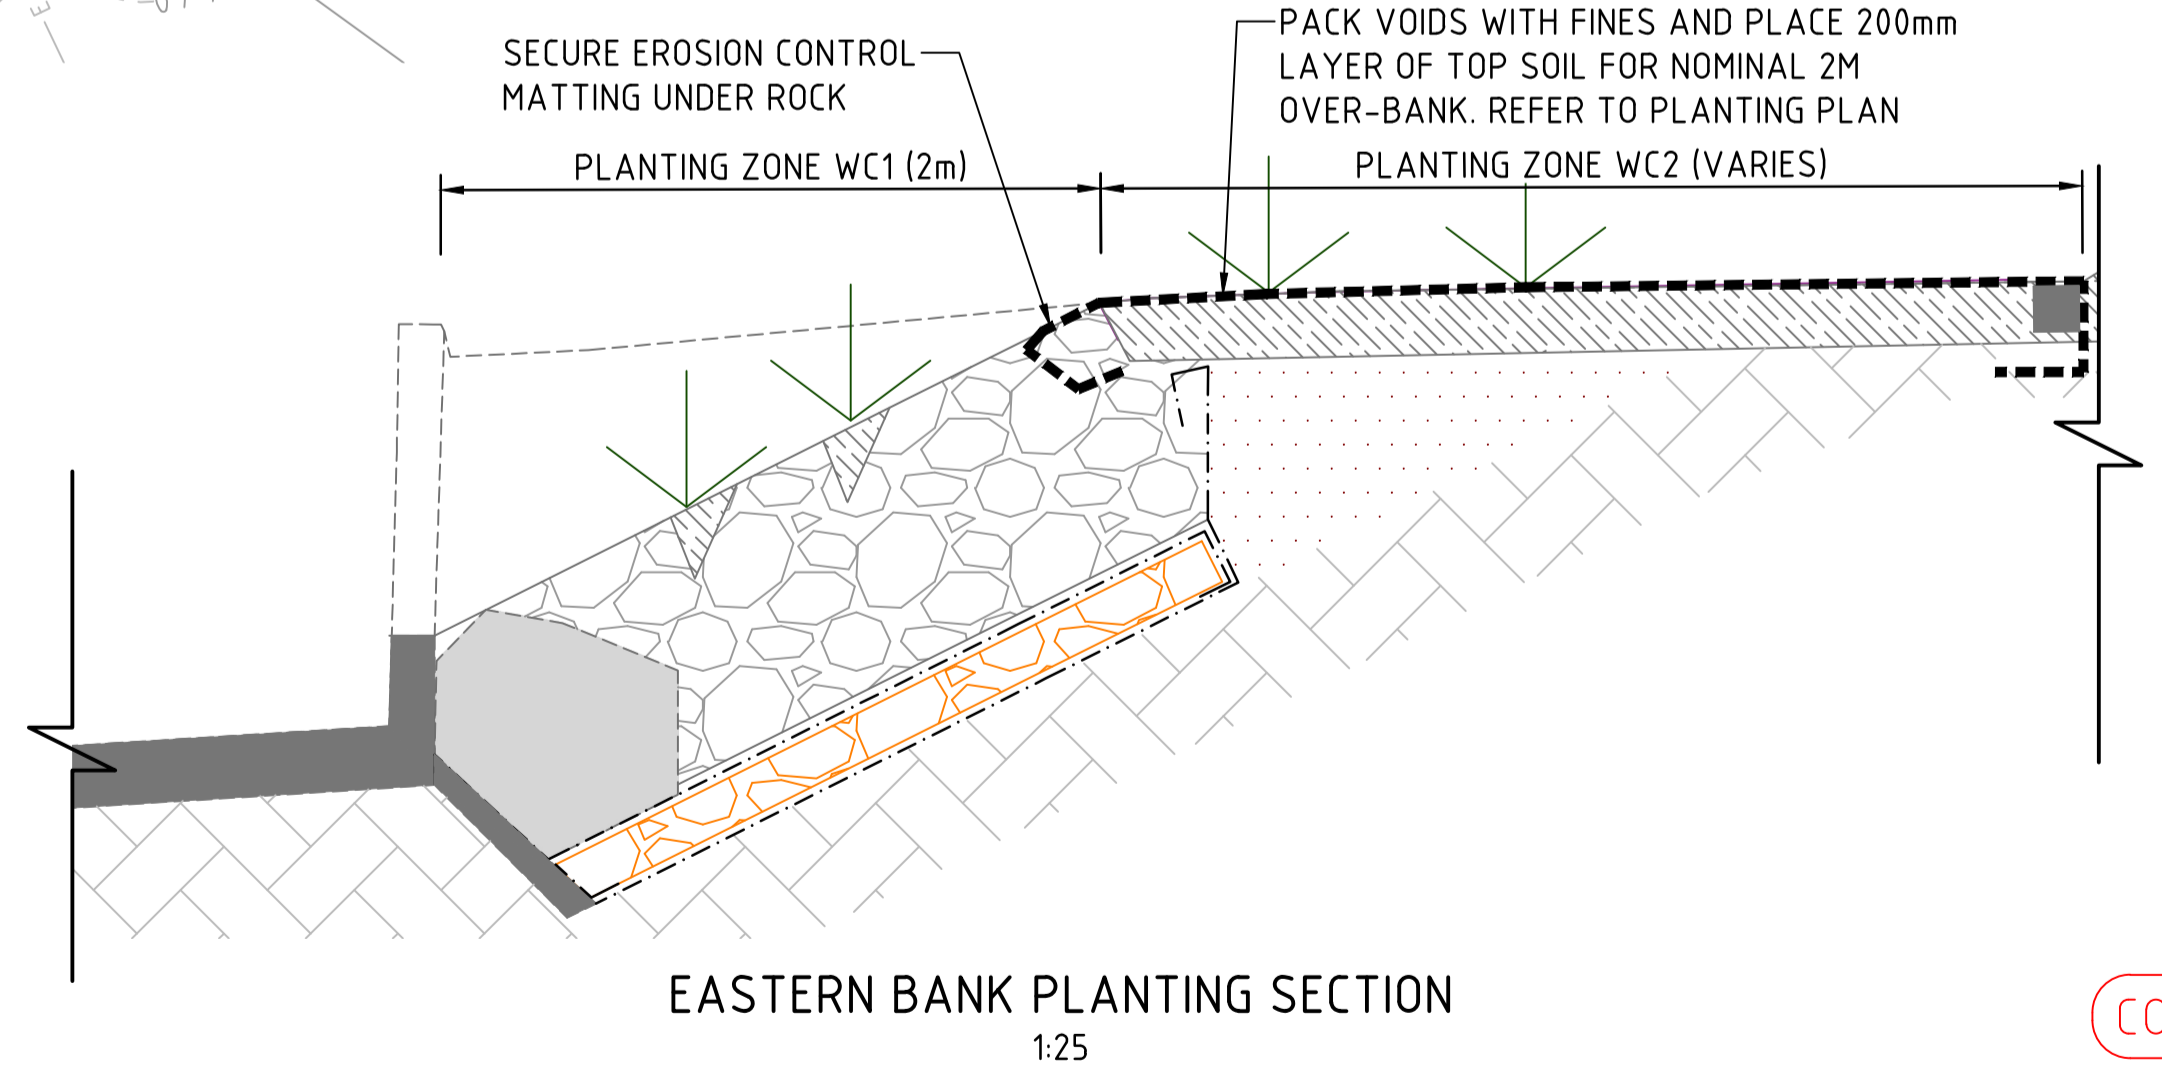 SECURE EROSION CONTROL
MATTING UNDER ROCK
PACK VOIDS WITH FINES AND PLACE 200mm
LAYER OF TOP SOIL FOR NOMINAL 2M
OVER-BANK. REFER TO PLANTING PLAN
PLANTING ZONE WC1 (2m)
PLANTING ZONE WC2 (VARIES)
EASTERN BANK PLANTING SECTION
1:25